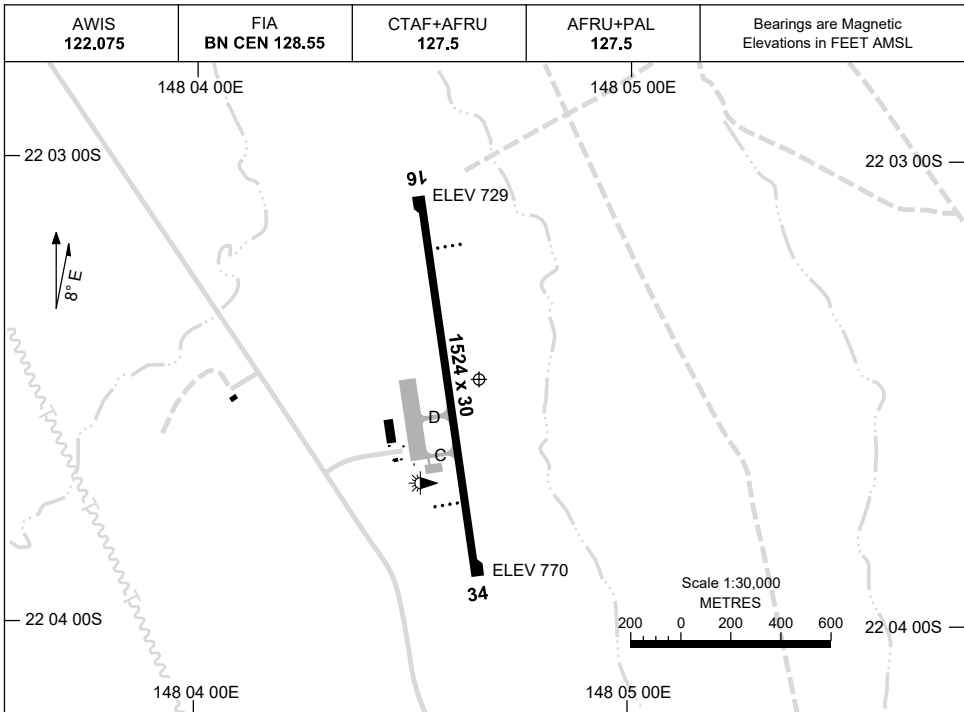 AWIS
122.075
FIA
BN CEN 128.55
CTAF+AFRU
127.5
AFRU+PAL
127.5
Bearings are Magnetic
Elevations in FEET AMSL
148 04 00E
148 05 00E
22 03 00S
22 03 00S
16
ELEV 729
8° E
1524 x 30
D
C
ELEV 770
34
Scale 1:30,000
METRES
200 0 200 400 600
22 04 00S
22 04 00S
148 04 00E
148 05 00E